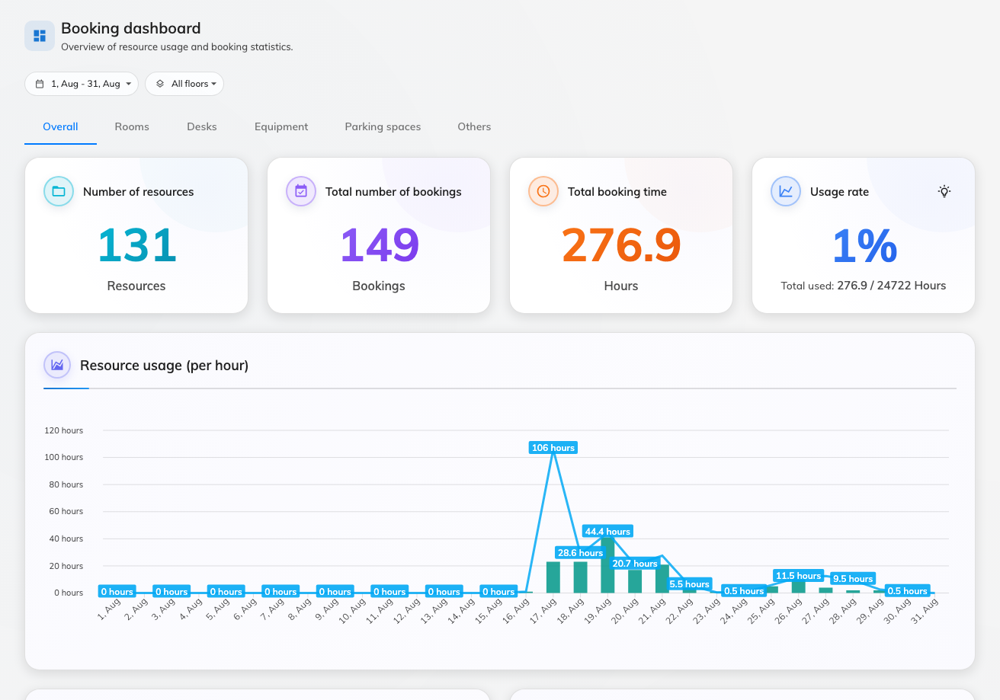 Booking dashboard
Overview of resource usage and booking statistics.
1, Aug - 31, Aug
All floors
Overall
Rooms
Desks
Equipment
Parking spaces
Others
Number of resources
131
Resources
Total number of bookings
149
Bookings
Total booking time
276.9
Hours
Usage rate
1%
Total used: 276.9 / 24722 Hours
Resource usage (per hour)
120 hours
100 hours
80 hours
60 hours
40 hours
20 hours
0 hours
0 hours
0 hours
0 hours
0 hours
0 hours
0 hours
0 hours
0 hours
106 hours
28.6 hours
44.4 hours
20.7 hours
5.5 hours
0.5 hours
11.5 hours
9.5 hours
0.5 hours
1, Aug
2, Aug
3, Aug
4, Aug
5, Aug
6, Aug
7, Aug
8, Aug
9, Aug
10, Aug
11, Aug
12, Aug
13, Aug
14, Aug
15, Aug
16, Aug
17, Aug
18, Aug
19, Aug
20, Aug
21, Aug
22, Aug
23, Aug
24, Aug
25, Aug
26, Aug
27, Aug
28, Aug
29, Aug
30, Aug
31, Aug